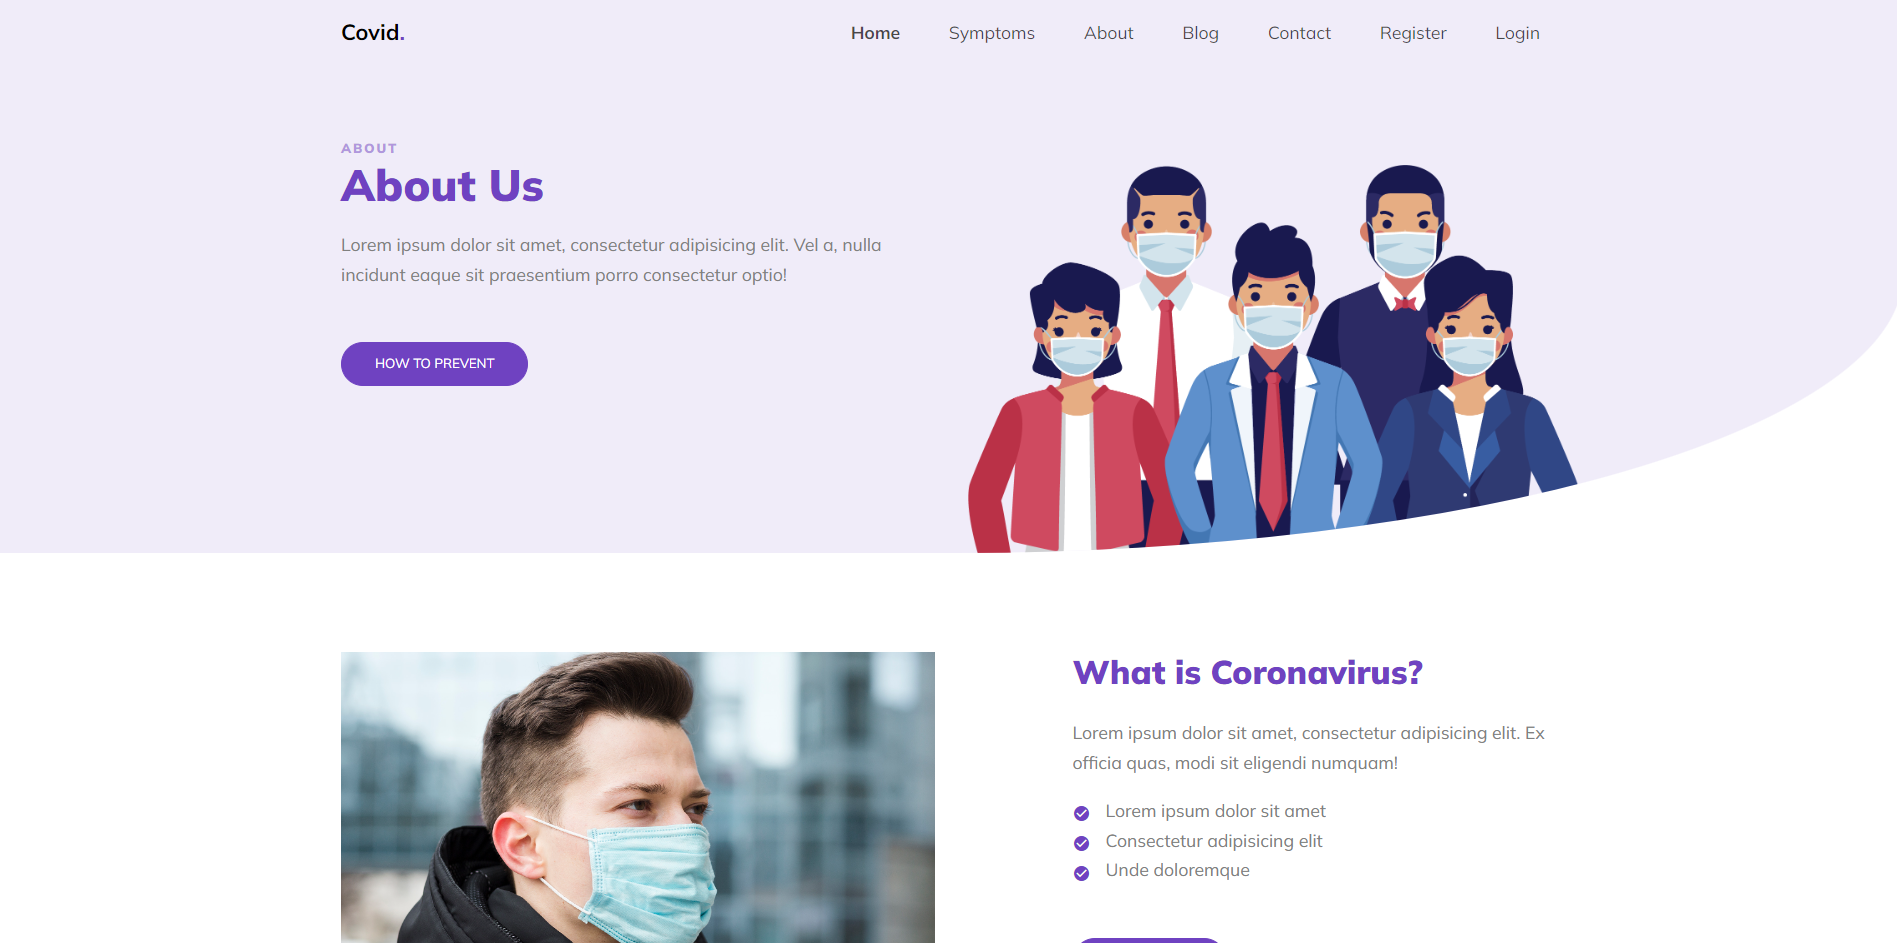 Covid.
Home Symptoms About Blog Contact Register Login
ABOUT
About Us
Lorem ipsum dolor sit amet, consectetur adipisicing elit. Vel a, nulla
incidunt eaque sit praesentium porro consectetur optio!
HOW TO PREVENT
What is Coronavirus?
Lorem ipsum dolor sit amet, consectetur adipisicing elit. Ex
officia quas, modi sit eligendi numquam!
Lorem ipsum dolor sit amet
Consectetur adipisicing elit
Unde doloremque